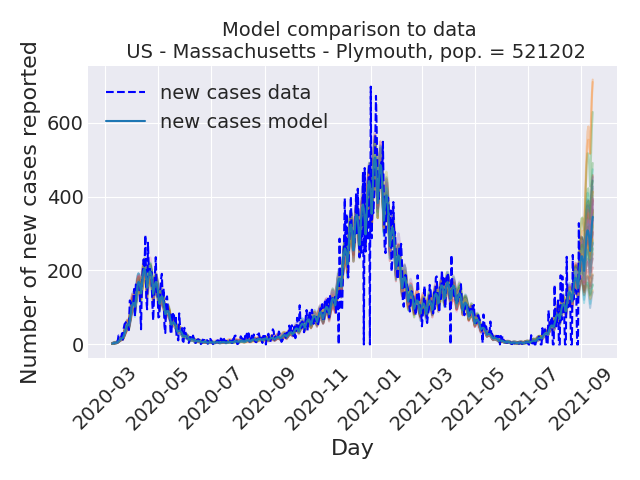 Model comparison to data
US - Massachusetts - Plymouth, pop. = 521202
Number of new cases reported
new cases data
new cases model
600
400
200
0
2020-03
2020-05
2020-07
2020-09
2020-11
2021-01
2021-03
2021-05
2021-07
2021-09
Day